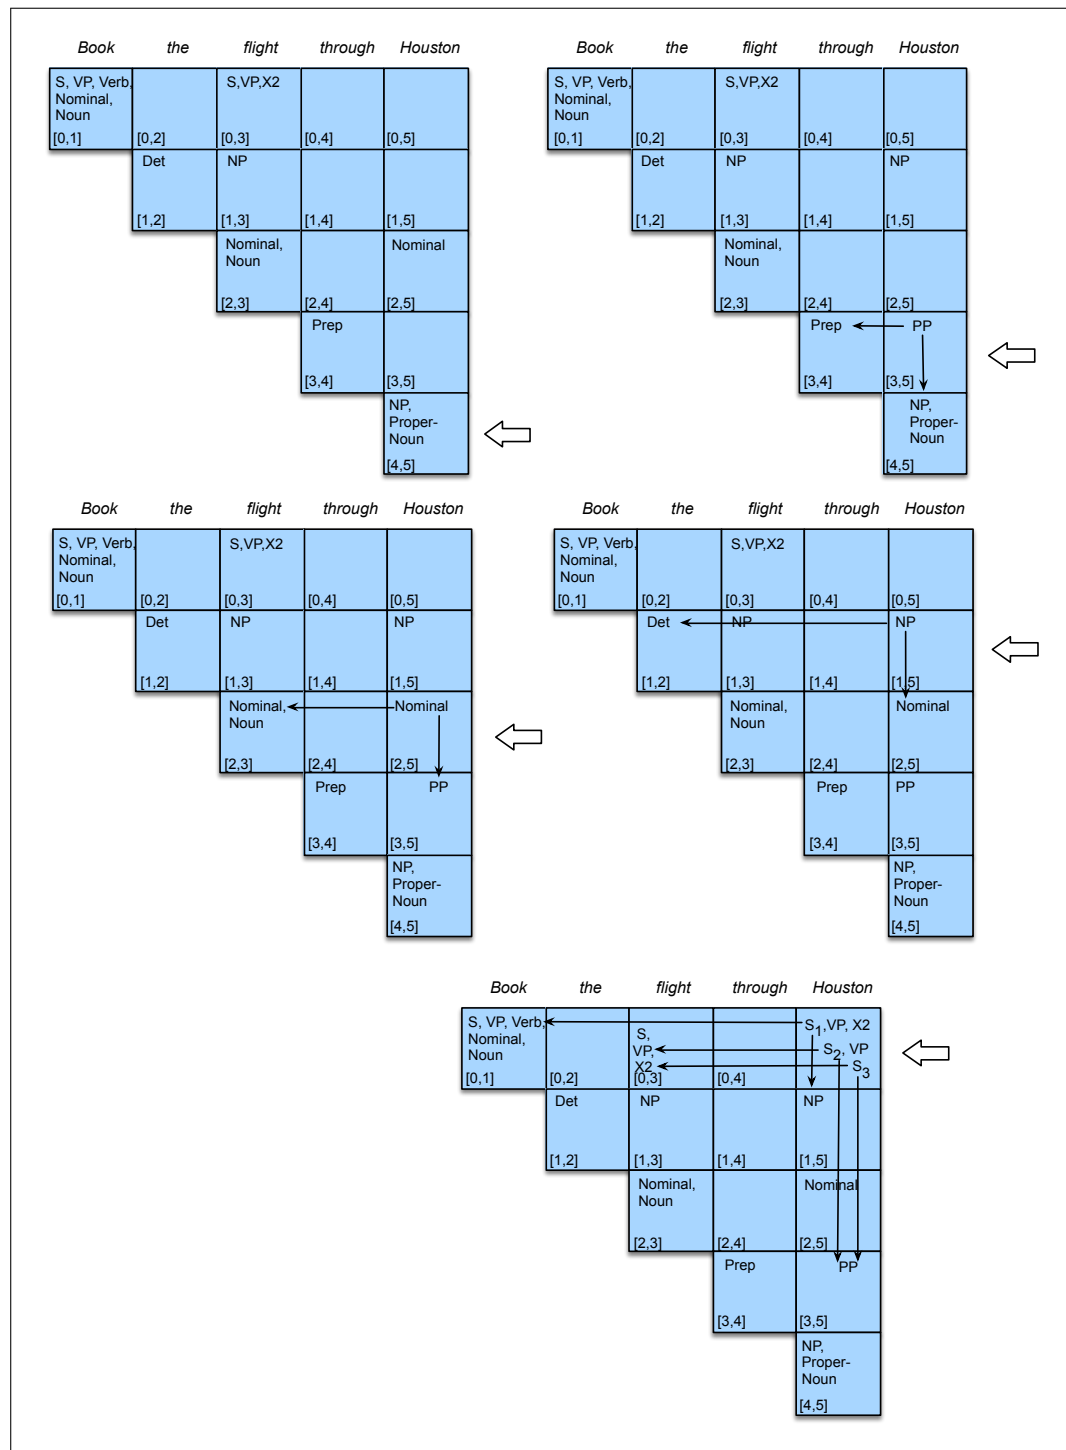 Book the flight through Houston
S, VP, Verb, Nominal, Noun [0,1]
[0,2]
S,VP,X2 [0,3]
[0,4]
[0,5]
Det [1,2]
NP [1,3]
[1,4]
[1,5]
Nominal, Noun [2,3]
[2,4]
Nominal [2,5]
Prep [3,4]
[3,5]
NP, Proper-Noun [4,5]
Book the flight through Houston
S, VP, Verb, Nominal, Noun [0,1]
[0,2]
S,VP,X2 [0,3]
[0,4]
[0,5]
Det [1,2]
NP [1,3]
[1,4]
NP [1,5]
Nominal, Noun [2,3]
[2,4]
[2,5]
Prep [3,4]
PP [3,5]
NP, Proper-Noun [4,5]
Book the flight through Houston
S, VP, Verb, Nominal, Noun [0,1]
[0,2]
S,VP,X2 [0,3]
[0,4]
[0,5]
Det [1,2]
NP [1,3]
[1,4]
NP [1,5]
Nominal, Noun [2,3]
[2,4]
Nominal [2,5]
Prep [3,4]
PP [3,5]
NP, Proper-Noun [4,5]
Book the flight through Houston
S, VP, Verb, Nominal, Noun [0,1]
[0,2]
S,VP,X2 [0,3]
[0,4]
[0,5]
Det [1,2]
NP [1,3]
[1,4]
NP [1,5]
Nominal, Noun [2,3]
[2,4]
Nominal [2,5]
Prep [3,4]
PP [3,5]
NP, Proper-Noun [4,5]
Book the flight through Houston
S, VP, Verb, Nominal, Noun [0,1]
[0,2]
S, VP, X2 [0,3]
[0,4]
S1,VP, X2
S2, VP
S3
Det [1,2]
NP [1,3]
[1,4]
NP [1,5]
Nominal, Noun [2,3]
[2,4]
Nominal [2,5]
Prep [3,4]
PP [3,5]
NP, Proper-Noun [4,5]